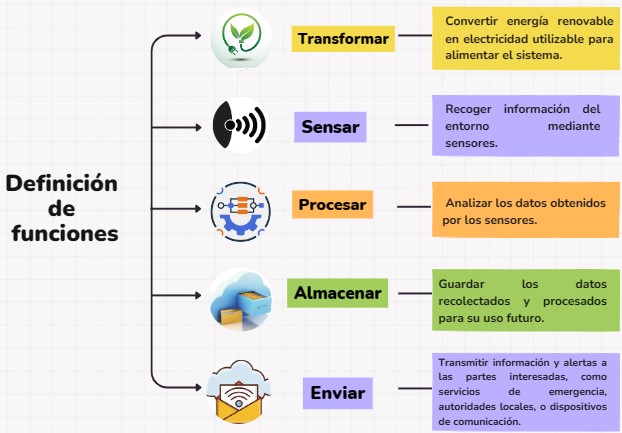 Definición
de
funciones
Transformar
Convertir energía renovable
en electricidad utilizable para
alimentar el sistema.
Sensar
Recoger información del
entorno mediante
sensores.
Procesar
Analizar los datos obtenidos
por los sensores.
Almacenar
Guardar los datos
recolectados y procesados
para su uso futuro.
Enviar
Transmitir información y alertas a
las partes interesadas, como
servicios de emergencia,
autoridades locales, o dispositivos
de comunicación.